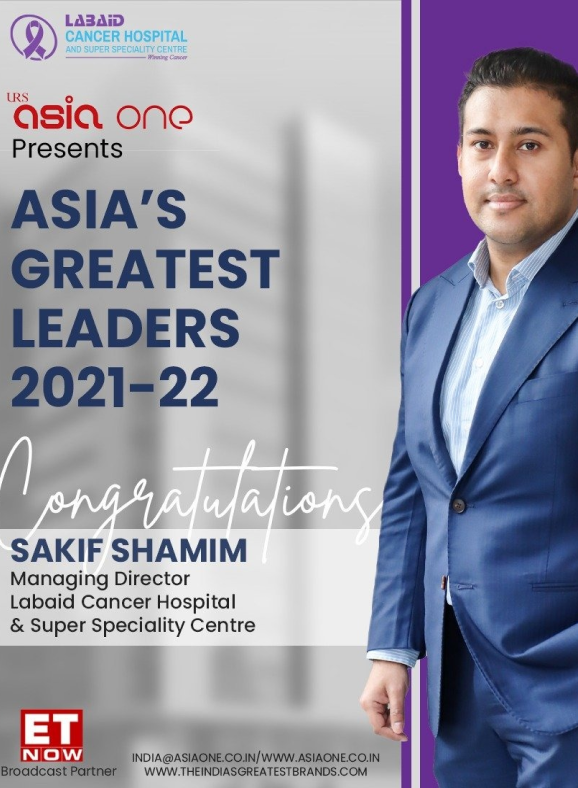 LABAID
CANCER HOSPITAL
AND SUPER SPECIALITY CENTRE
Winning Cancer
URS
asia one
Presents
ASIA'S
GREATEST
LEADERS
2021-22
Congratulations
SAKIF SHAMIM
Managing Director
Labaid Cancer Hospital
& Super Speciality Centre
ET
NOW
Broadcast Partner
INDIA@ASIAONE.CO.IN/WWW.ASIAONE.CO.IN
WWW.THEINDIASGREATESTBRANDS.COM